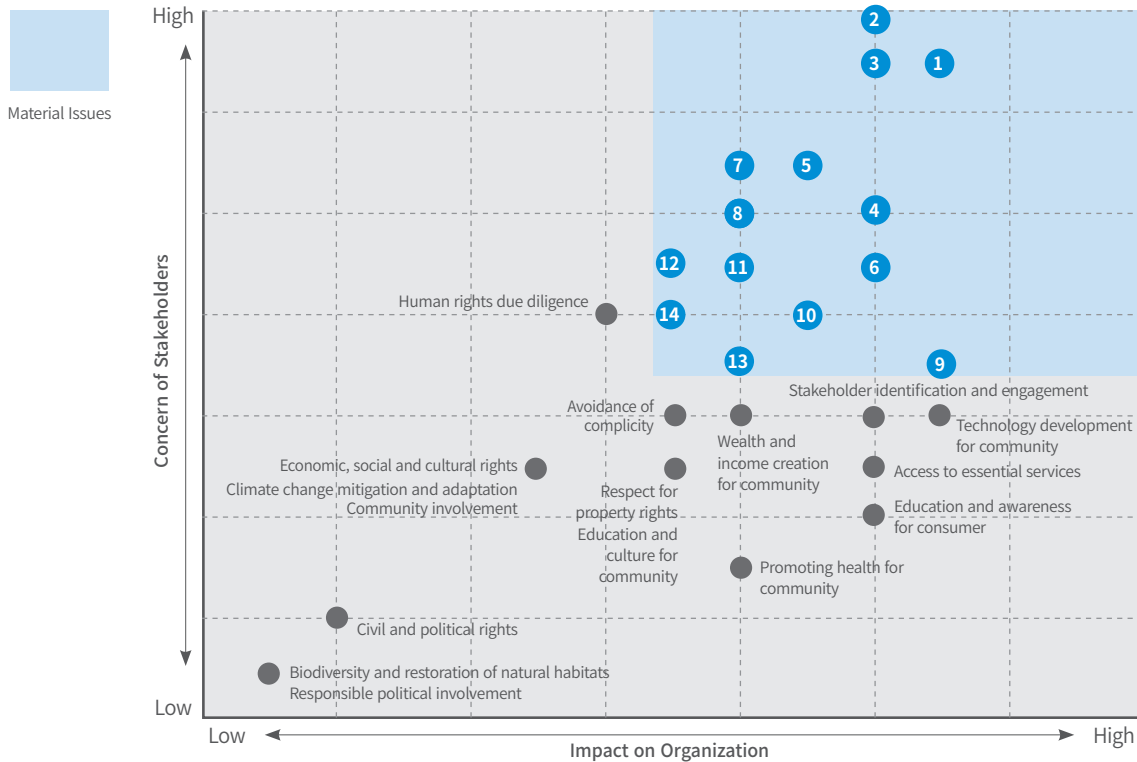 High
Material Issues
2
3
1
7
5
8
4
12
11
6
Human rights due diligence
14
10
13
9
Concern of Stakeholders
Stakeholder identification and engagement
Avoidance of
complicity
Wealth and
income creation
for community
Technology development
for community
Economic, social and cultural rights
Climate change mitigation and adaptation
Community involvement
Respect for
property rights
Education and
culture for
community
Access to essential services
Education and awareness
for consumer
Promoting health for
community
Civil and political rights
Biodiversity and restoration of natural habitats
Responsible political involvement
Low
Low
Impact on Organization
High